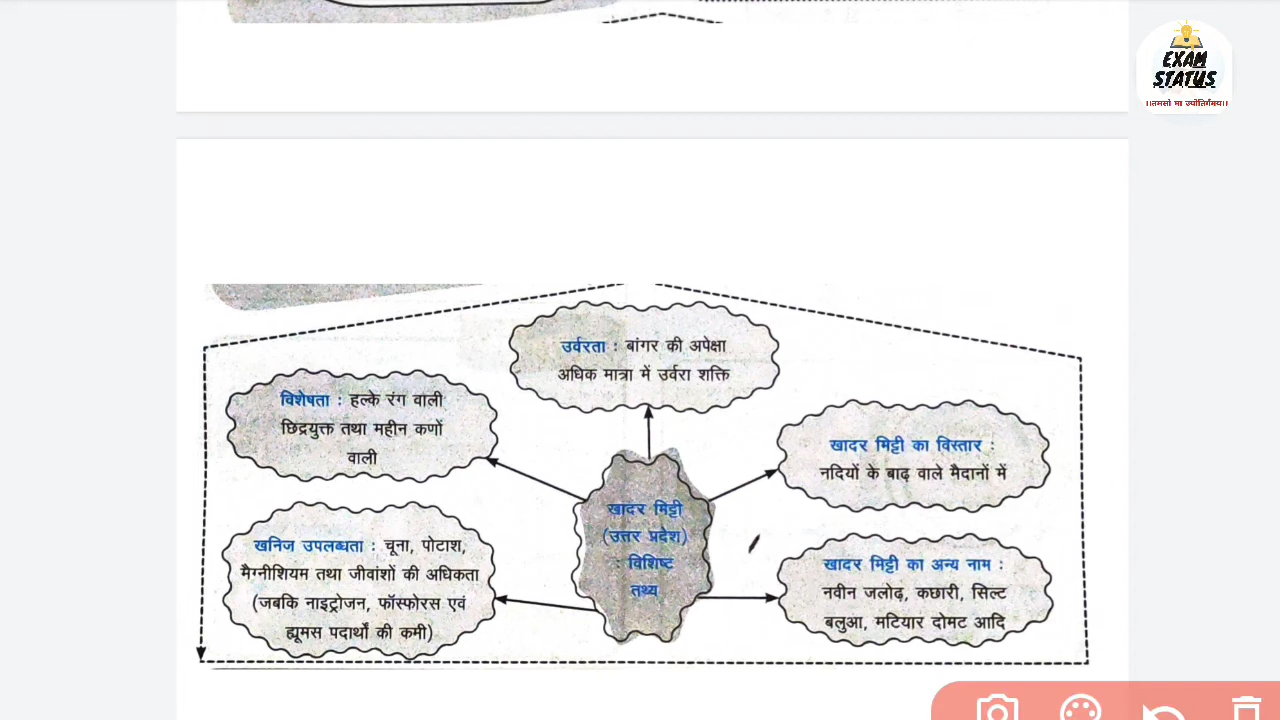 EXAM
STATUS
।।तमसो मा ज्योतिर्गमय।।
उर्वरता : बांगर की अपेक्षा
अधिक मात्रा में उर्वरा शक्ति
विशेषता : हल्के रंग वाली
छिद्रयुक्त तथा महीन कणों
वाली
खादर मिट्टी का विस्तार :
नदियों के बाढ़ वाले मैदानों में
खादर मिट्टी
(उत्तर प्रदेश)
: विशिष्ट
तथ्य
खनिज उपलब्धता : चूना, पोटाश,
मैग्नीशियम तथा जीवांशों की अधिकता
(जबकि नाइट्रोजन, फॉस्फोरस एवं
ह्यूमस पदार्थों की कमी)
खादर मिट्टी का अन्य नाम :
नवीन जलोढ़, कछारी, सिल्ट
बलुआ, मटियार दोमट आदि